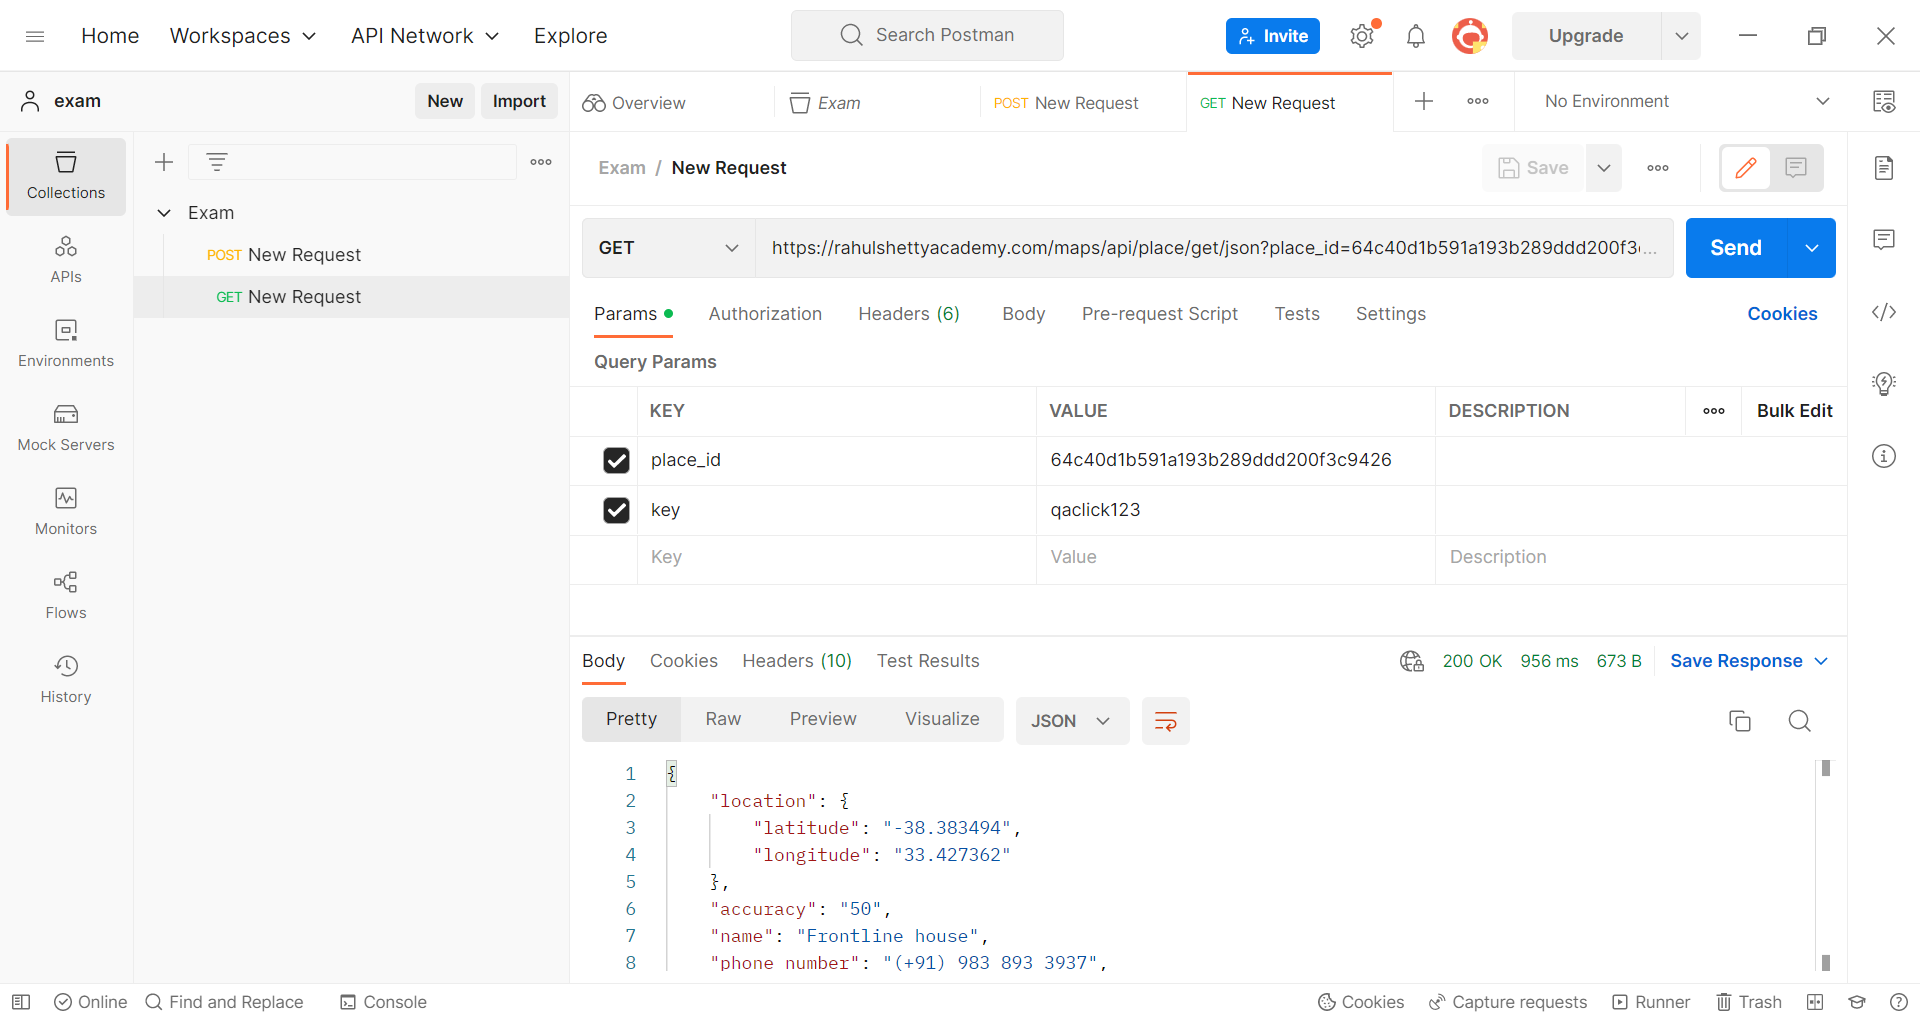 Home Workspaces API Network Explore Search Postman Invite Upgrade
exam New Import Overview Exam POST New Request GET New Request No Environment
Collections
APIs
Environments
Mock Servers
Monitors
Flows
History
Exam
POST New Request
GET New Request
Exam / New Request Save
GET https://rahulshettyacademy.com/maps/api/place/get/json?place_id=64c40d1b591a193b289ddd200f3... Send
Params Authorization Headers (6) Body Pre-request Script Tests Settings Cookies
Query Params
KEY VALUE DESCRIPTION Bulk Edit
place_id 64c40d1b591a193b289ddd200f3c9426
key qaclick123
Key Value Description
Body Cookies Headers (10) Test Results 200 OK 956 ms 673 B Save Response
Pretty Raw Preview Visualize JSON
1 {
2 "location": {
3 "latitude": "-38.383494",
4 "longitude": "33.427362"
5 },
6 "accuracy": "50",
7 "name": "Frontline house",
8 "phone number": "(+91) 983 893 3937",
Online Find and Replace Console Cookies Capture requests Runner Trash